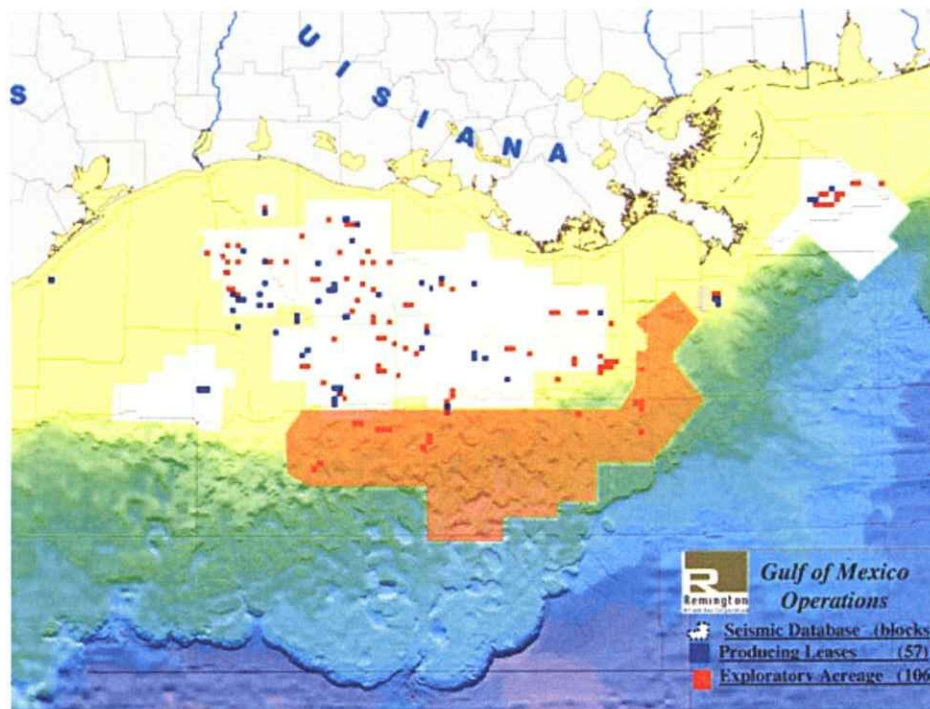 S
UISIANA
Gulf of Mexico
R
Remington
Operations
Seismic Database (blocks
Producing Leases (57)
Exploratory Acreage (106